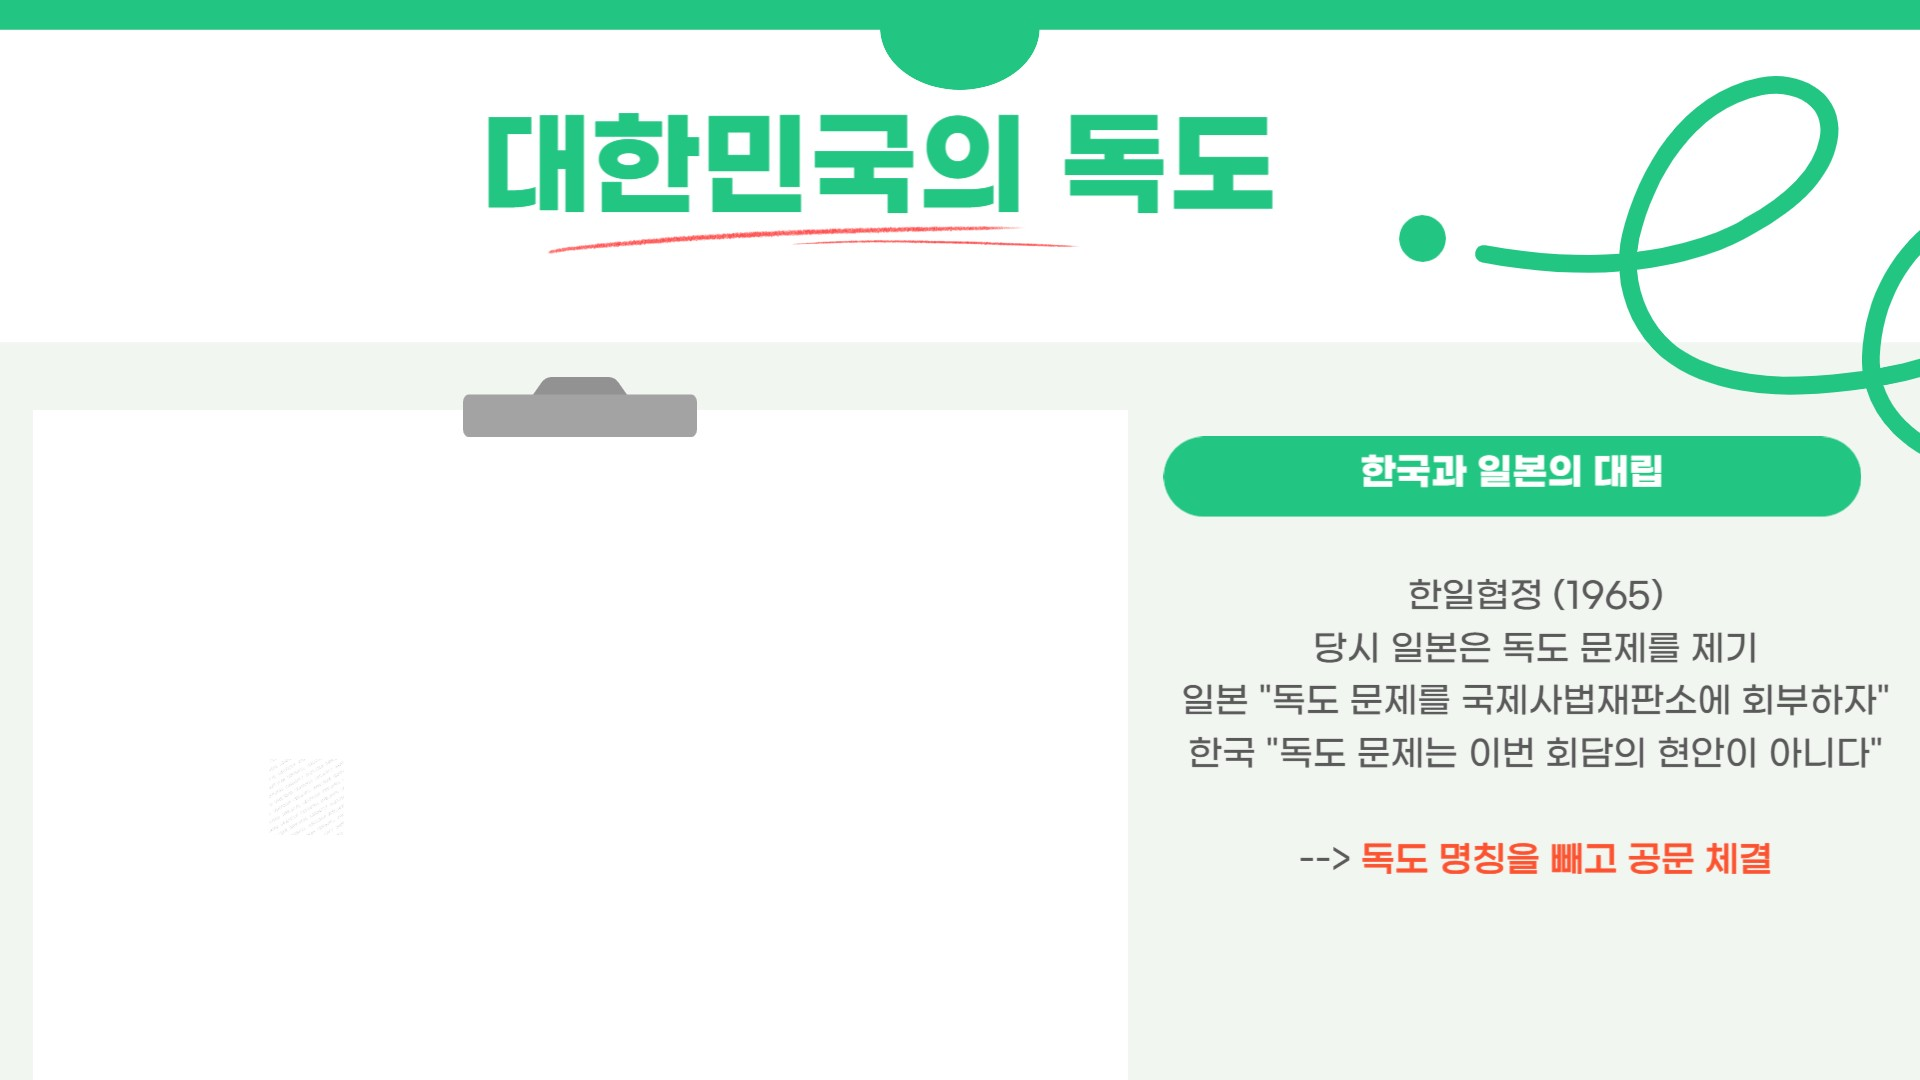 대한민국의 독도
한국과 일본의 대립
한일협정 (1965)
당시 일본은 독도 문제를 제기
일본 "독도 문제를 국제사법재판소에 회부하자"
한국 "독도 문제는 이번 회담의 현안이 아니다"
--> 독도 명칭을 빼고 공문 체결